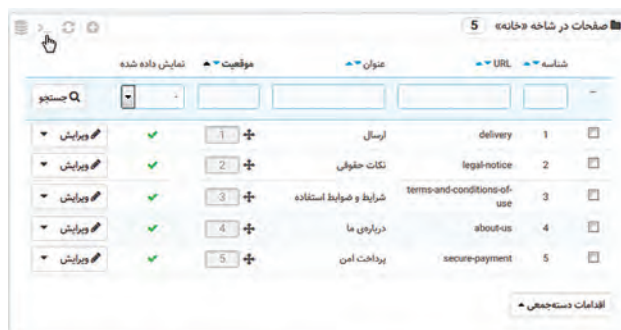 صفحات در شاخه «خانه» 5
شناسه URL عنوان موقعیت نمایش داده شده
-- - جستجو
1 delivery ارسال 1 ویرایش
2 legal-notice نکات حقوقی 2 ویرایش
3 terms-and-conditions-of-use شرایط و ضوابط استفاده 3 ویرایش
4 about-us درباره‌ی ما 4 ویرایش
5 secure-payment پرداخت امن 5 ویرایش
اقدامات دسته‌جمعی